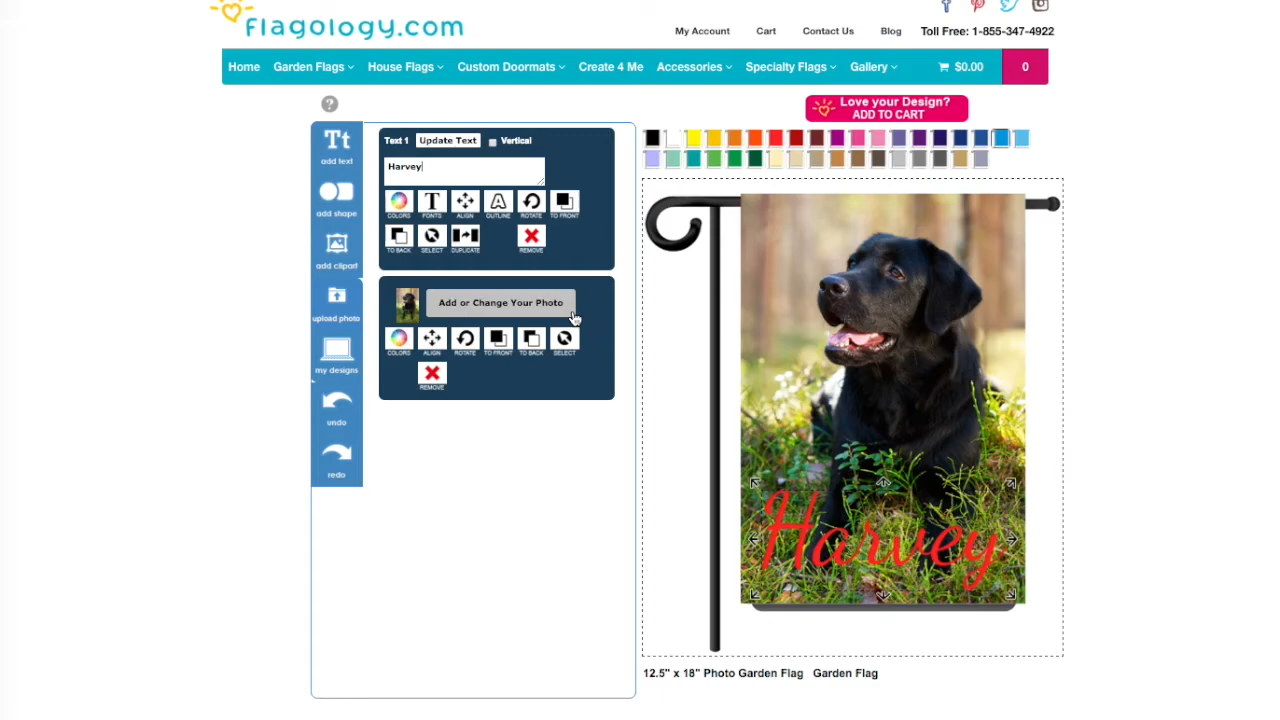 flagology.com
My Account Cart Contact Us Blog Toll Free: 1-855-347-4922
Home Garden Flags House Flags Custom Doormats Create 4 Me Accessories Specialty Flags Gallery $0.00 0
?
Love your Design?
ADD TO CART
Tt
add text
add shape
add clipart
upload photo
my designs
undo
redo
Text 1 Update Text Vertical
Harvey
COLORS FONTS ALIGN OUTLINE ROTATE TO FRONT
TO BACK SELECT DUPLICATE REMOVE
Add or Change Your Photo
COLORS ALIGN ROTATE TO FRONT TO BACK SELECT
REMOVE
Harvey
12.5" x 18" Photo Garden Flag Garden Flag